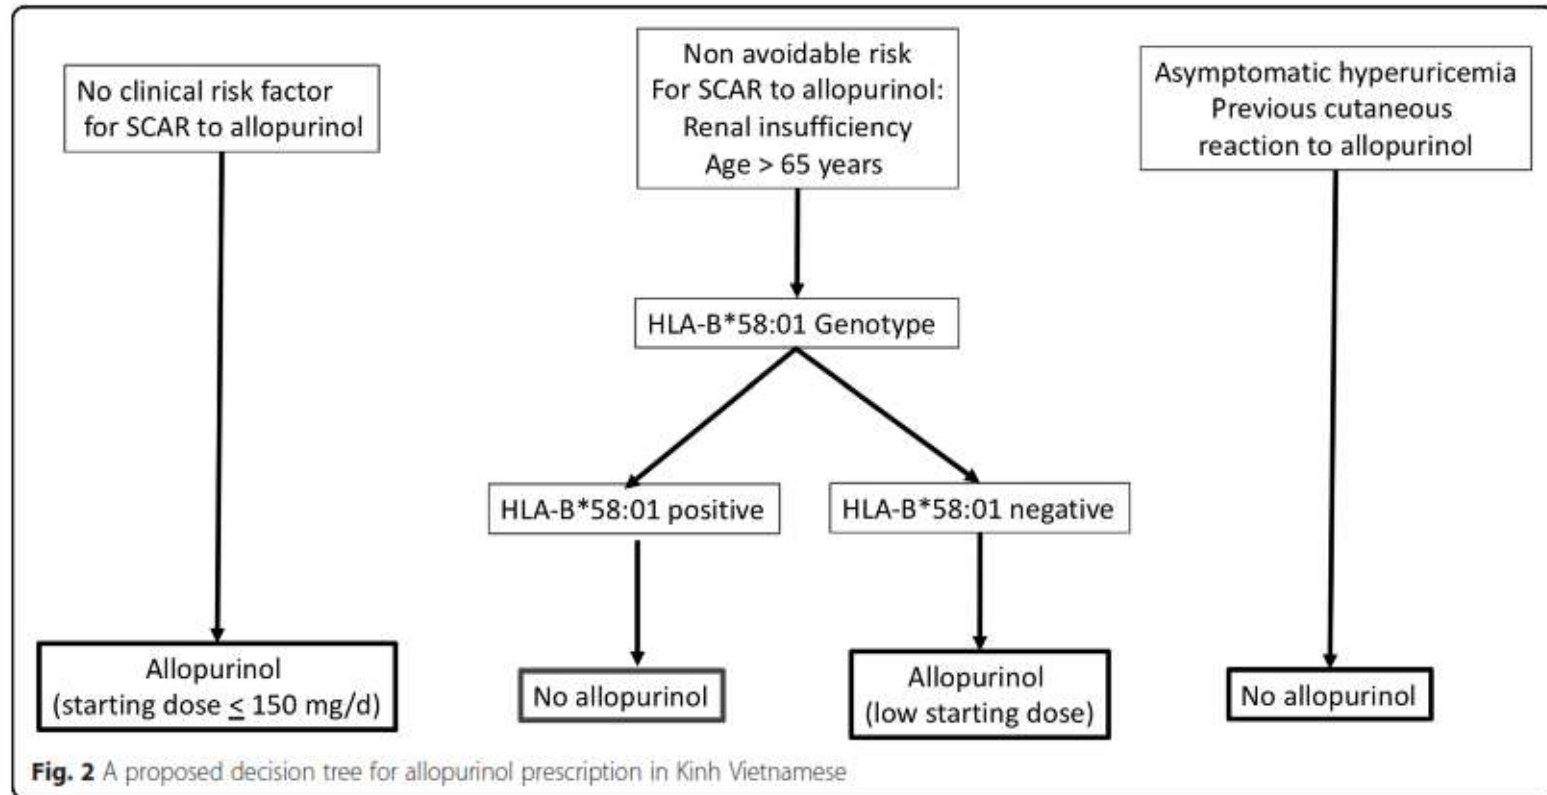 No clinical risk factor
for SCAR to allopurinol
Non avoidable risk
For SCAR to allopurinol:
Renal insufficiency
Age > 65 years
Asymptomatic hyperuricemia
Previous cutaneous
reaction to allopurinol
HLA-B*58:01 Genotype
HLA-B*58:01 positive
HLA-B*58:01 negative
Allopurinol
(starting dose ≤ 150 mg/d)
No allopurinol
Allopurinol
(low starting dose)
No allopurinol
Fig. 2 A proposed decision tree for allopurinol prescription in Kinh Vietnamese